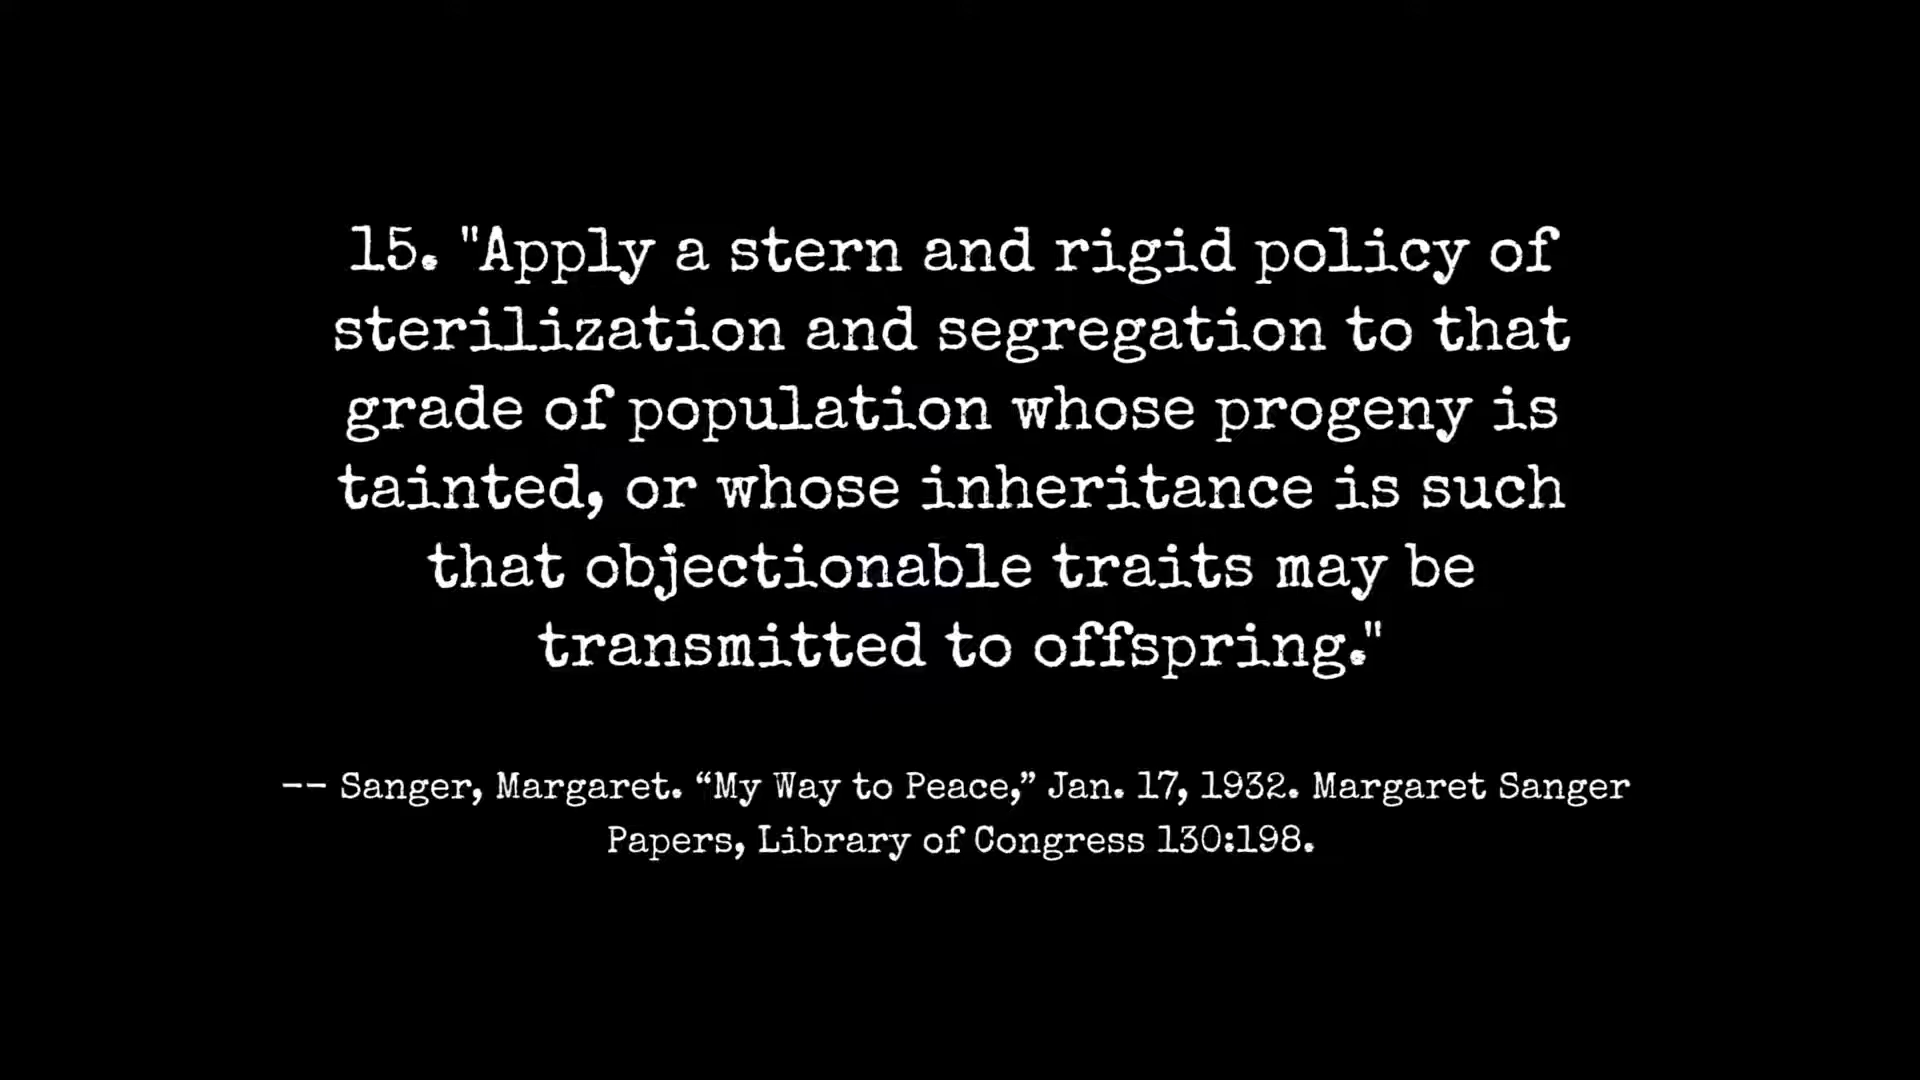 15. "Apply a stern and rigid policy of
sterilization and segregation to that
grade of population whose progeny is
tainted, or whose inheritance is such
that objectionable traits may be
transmitted to offspring."
-- Sanger, Margaret. “My Way to Peace,” Jan. 17, 1932. Margaret Sanger
Papers, Library of Congress 130:198.